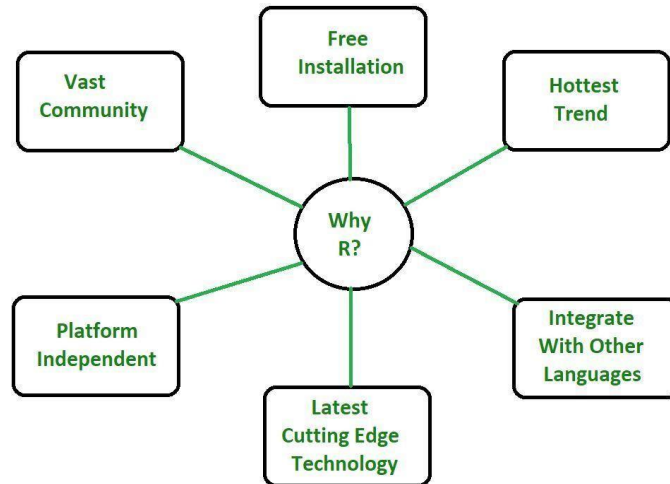 Free
Installation
Vast
Community
Hottest
Trend
Why
R?
Platform
Independent
Integrate
With Other
Languages
Latest
Cutting Edge
Technology